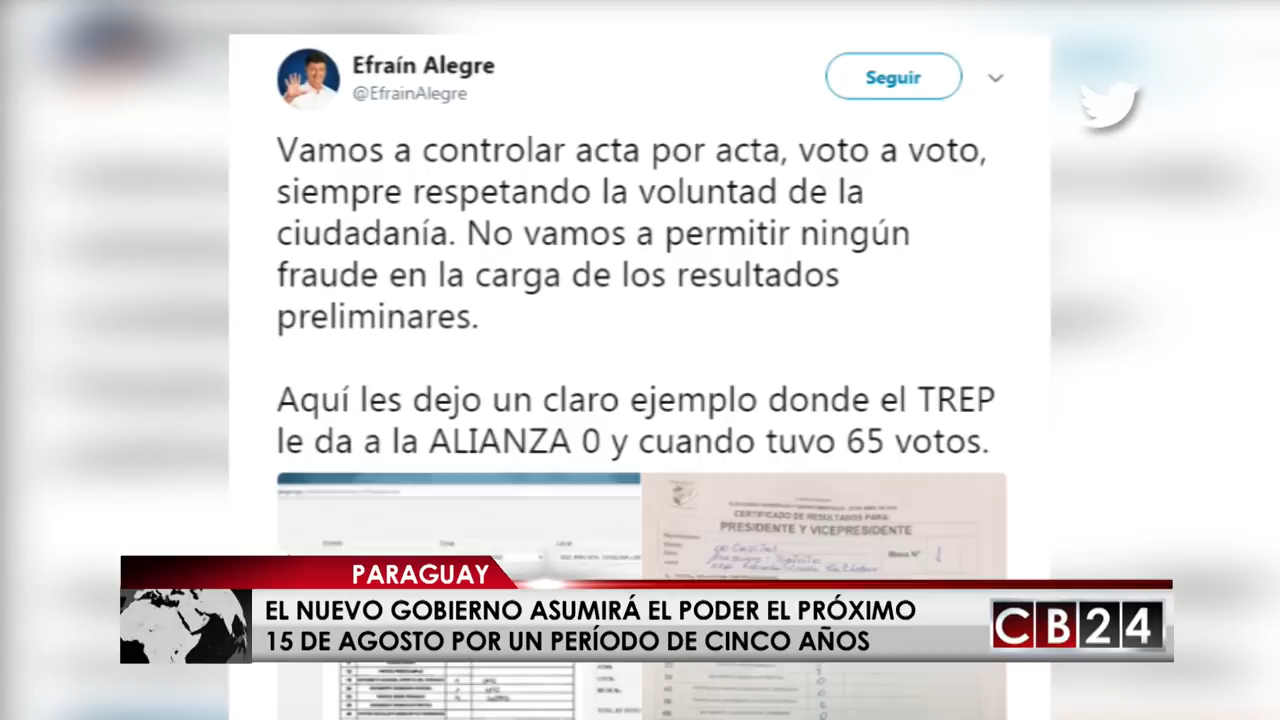 Efraín Alegre
@EfrainAlegre
Seguir
Vamos a controlar acta por acta, voto a voto,
siempre respetando la voluntad de la
ciudadanía. No vamos a permitir ningún
fraude en la carga de los resultados
preliminares.
Aquí les dejo un claro ejemplo donde el TREP
le da a la ALIANZA 0 y cuando tuvo 65 votos.
CERTIFICADO DE RESULTADOS PARA:
PRESIDENTE Y VICEPRESIDENTE
Mesa N°
PARAGUAY
EL NUEVO GOBIERNO ASUMIRÁ EL PODER EL PRÓXIMO
15 DE AGOSTO POR UN PERÍODO DE CINCO AÑOS
CB24